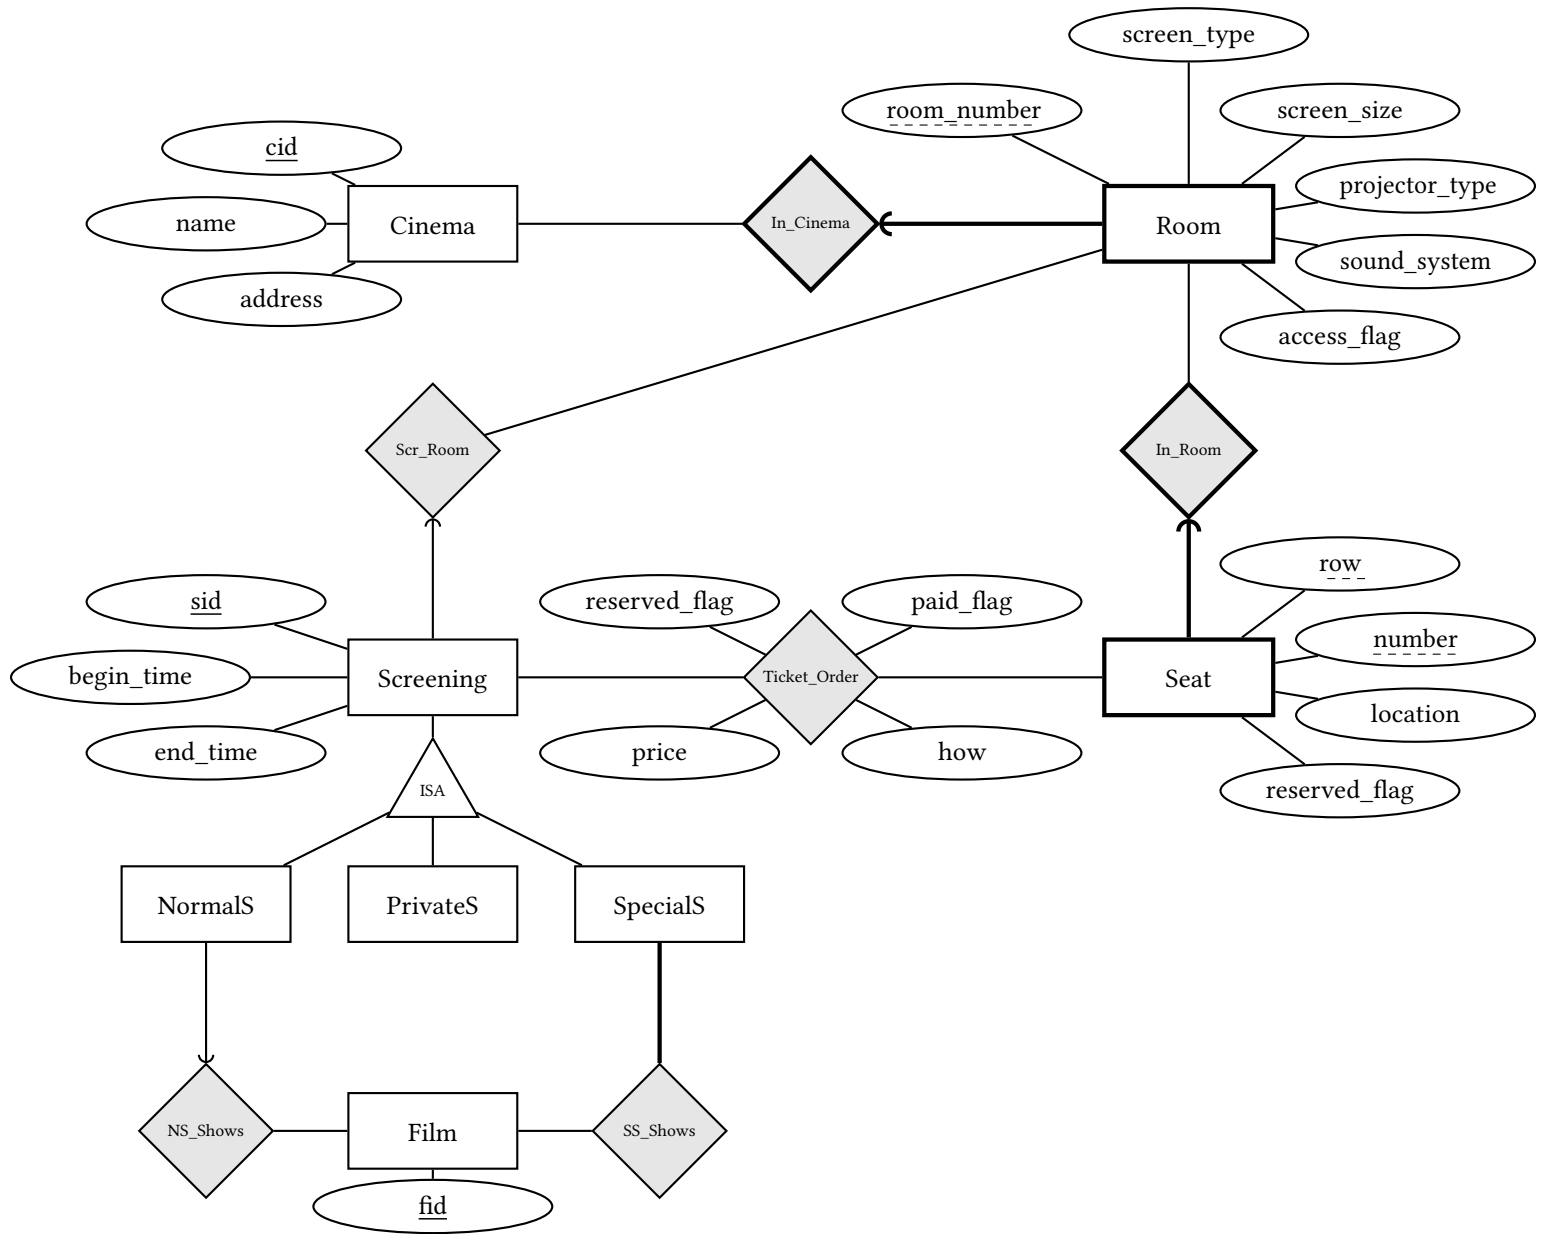 screen_type
room_number
screen_size
cid
projector_type
name
Cinema
In_Cinema
Room
sound_system
address
access_flag
Scr_Room
In_Room
row
sid
reserved_flag
paid_flag
number
begin_time
Screening
Ticket_Order
Seat
location
end_time
price
how
reserved_flag
ISA
NormalS
PrivateS
SpecialS
NS_Shows
Film
SS_Shows
fid